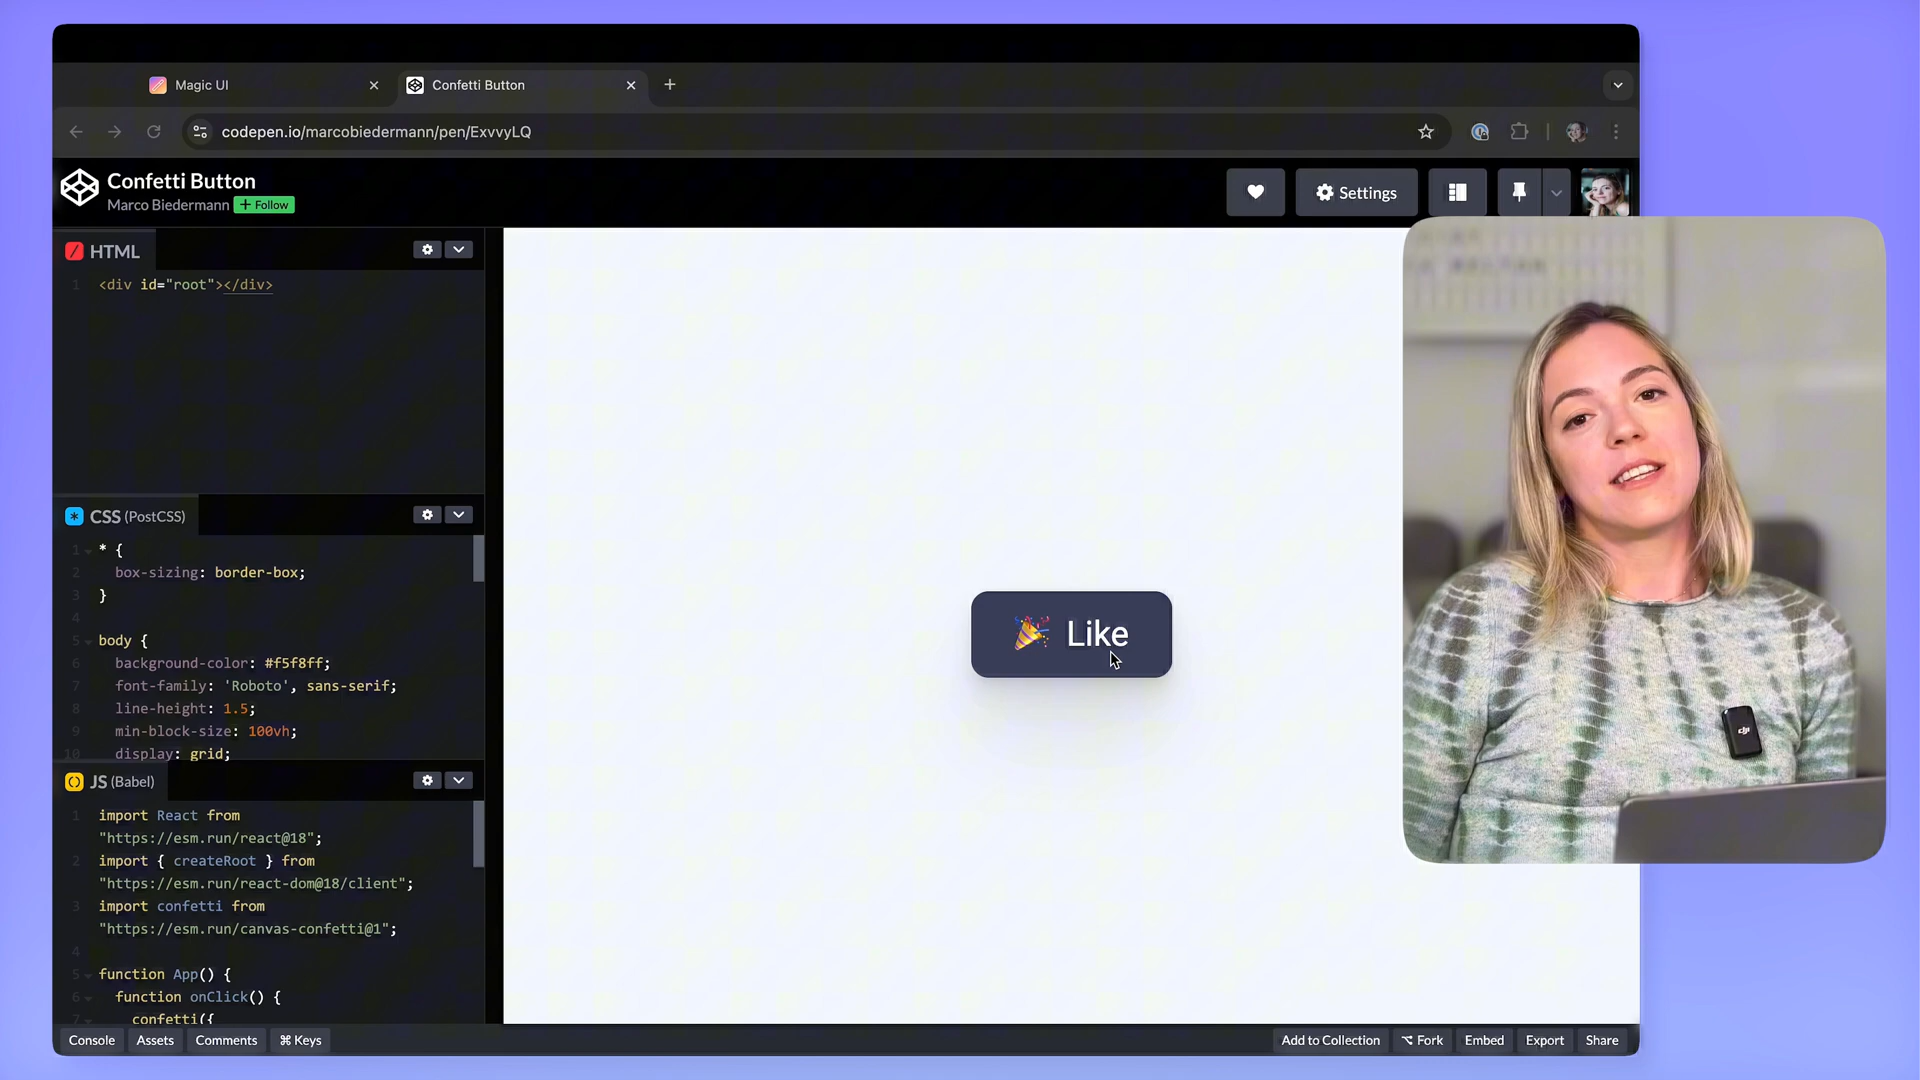 Magic UI
Confetti Button
codepen.io/marcobiedermann/pen/ExvvyLQ
Confetti Button
Marco Biedermann + Follow
Settings
HTML
1 <div id="root"></div>
CSS (PostCSS)
1 * {
2 box-sizing: border-box;
3 }
4
5 body {
6 background-color: #f5f8ff;
7 font-family: 'Roboto', sans-serif;
8 line-height: 1.5;
9 min-block-size: 100vh;
10 display: grid;
JS (Babel)
1 import React from
"https://esm.run/react@18";
2 import { createRoot } from
"https://esm.run/react-dom@18/client";
3 import confetti from
"https://esm.run/canvas-confetti@1";
4
5 function App() {
6 function onClick() {
7 confetti({
Like
dji
Console Assets Comments ⌘ Keys
Add to Collection ⌥ Fork Embed Export Share